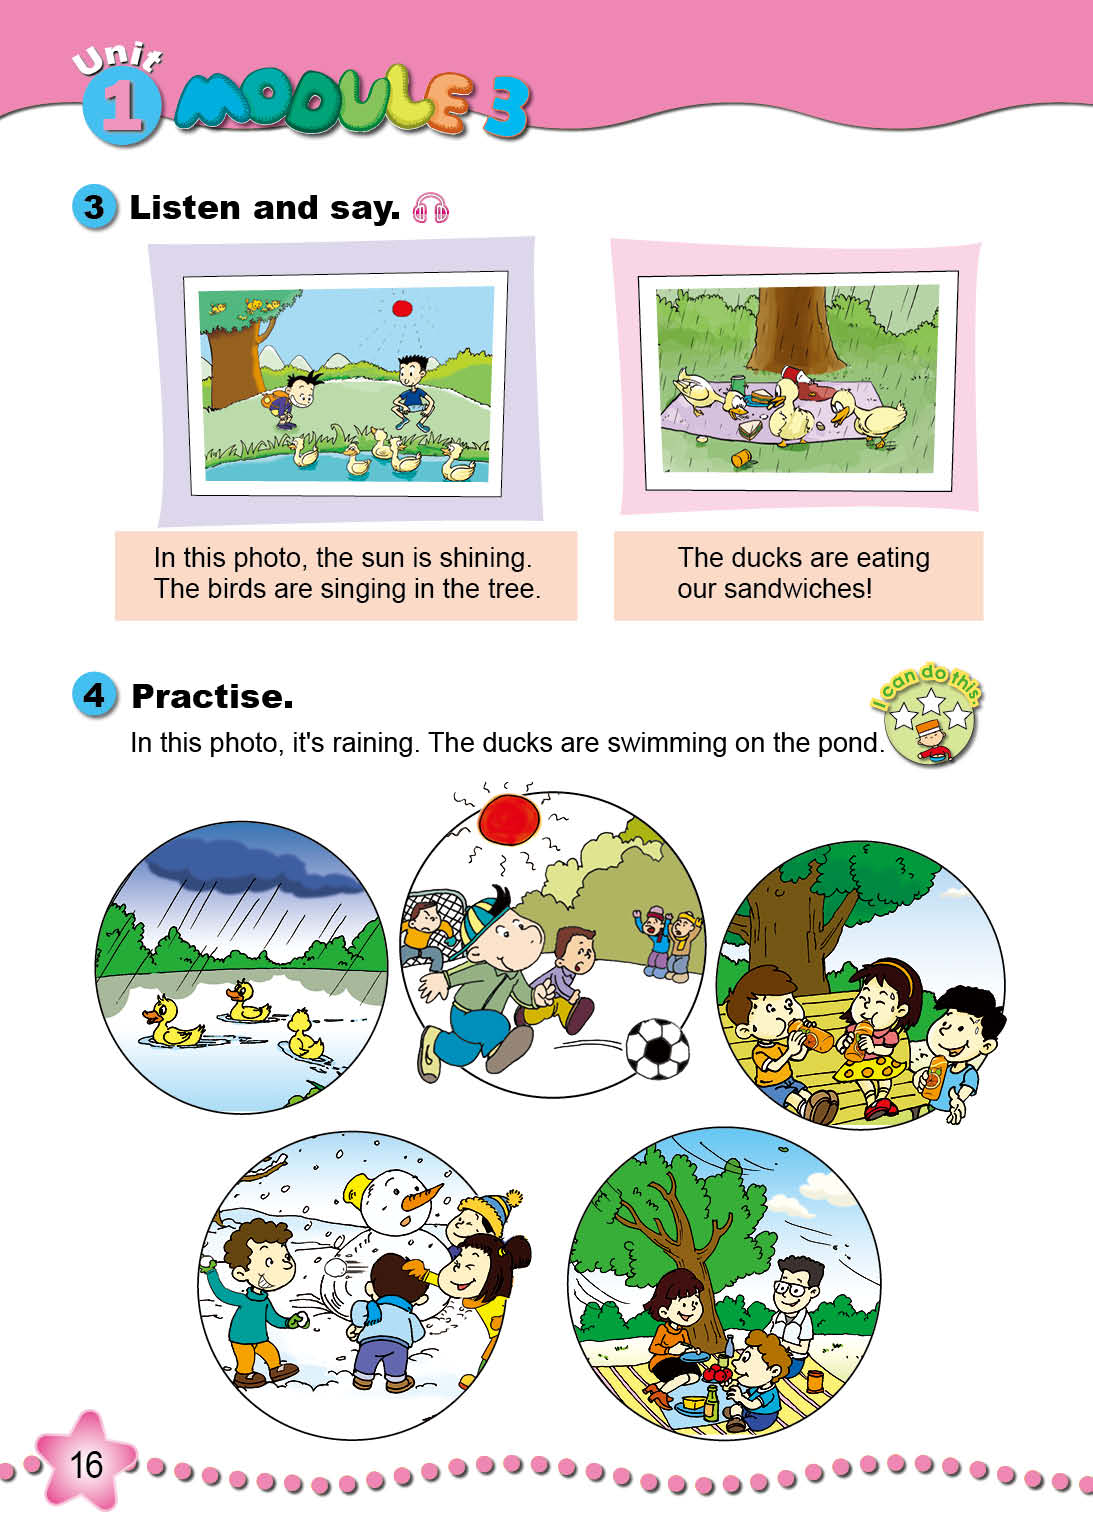 Unit
1 MODULE 3
3 Listen and say.
In this photo, the sun is shining.
The birds are singing in the tree.
The ducks are eating
our sandwiches!
4 Practise.
I can do this.
In this photo, it's raining. The ducks are swimming on the pond.
16